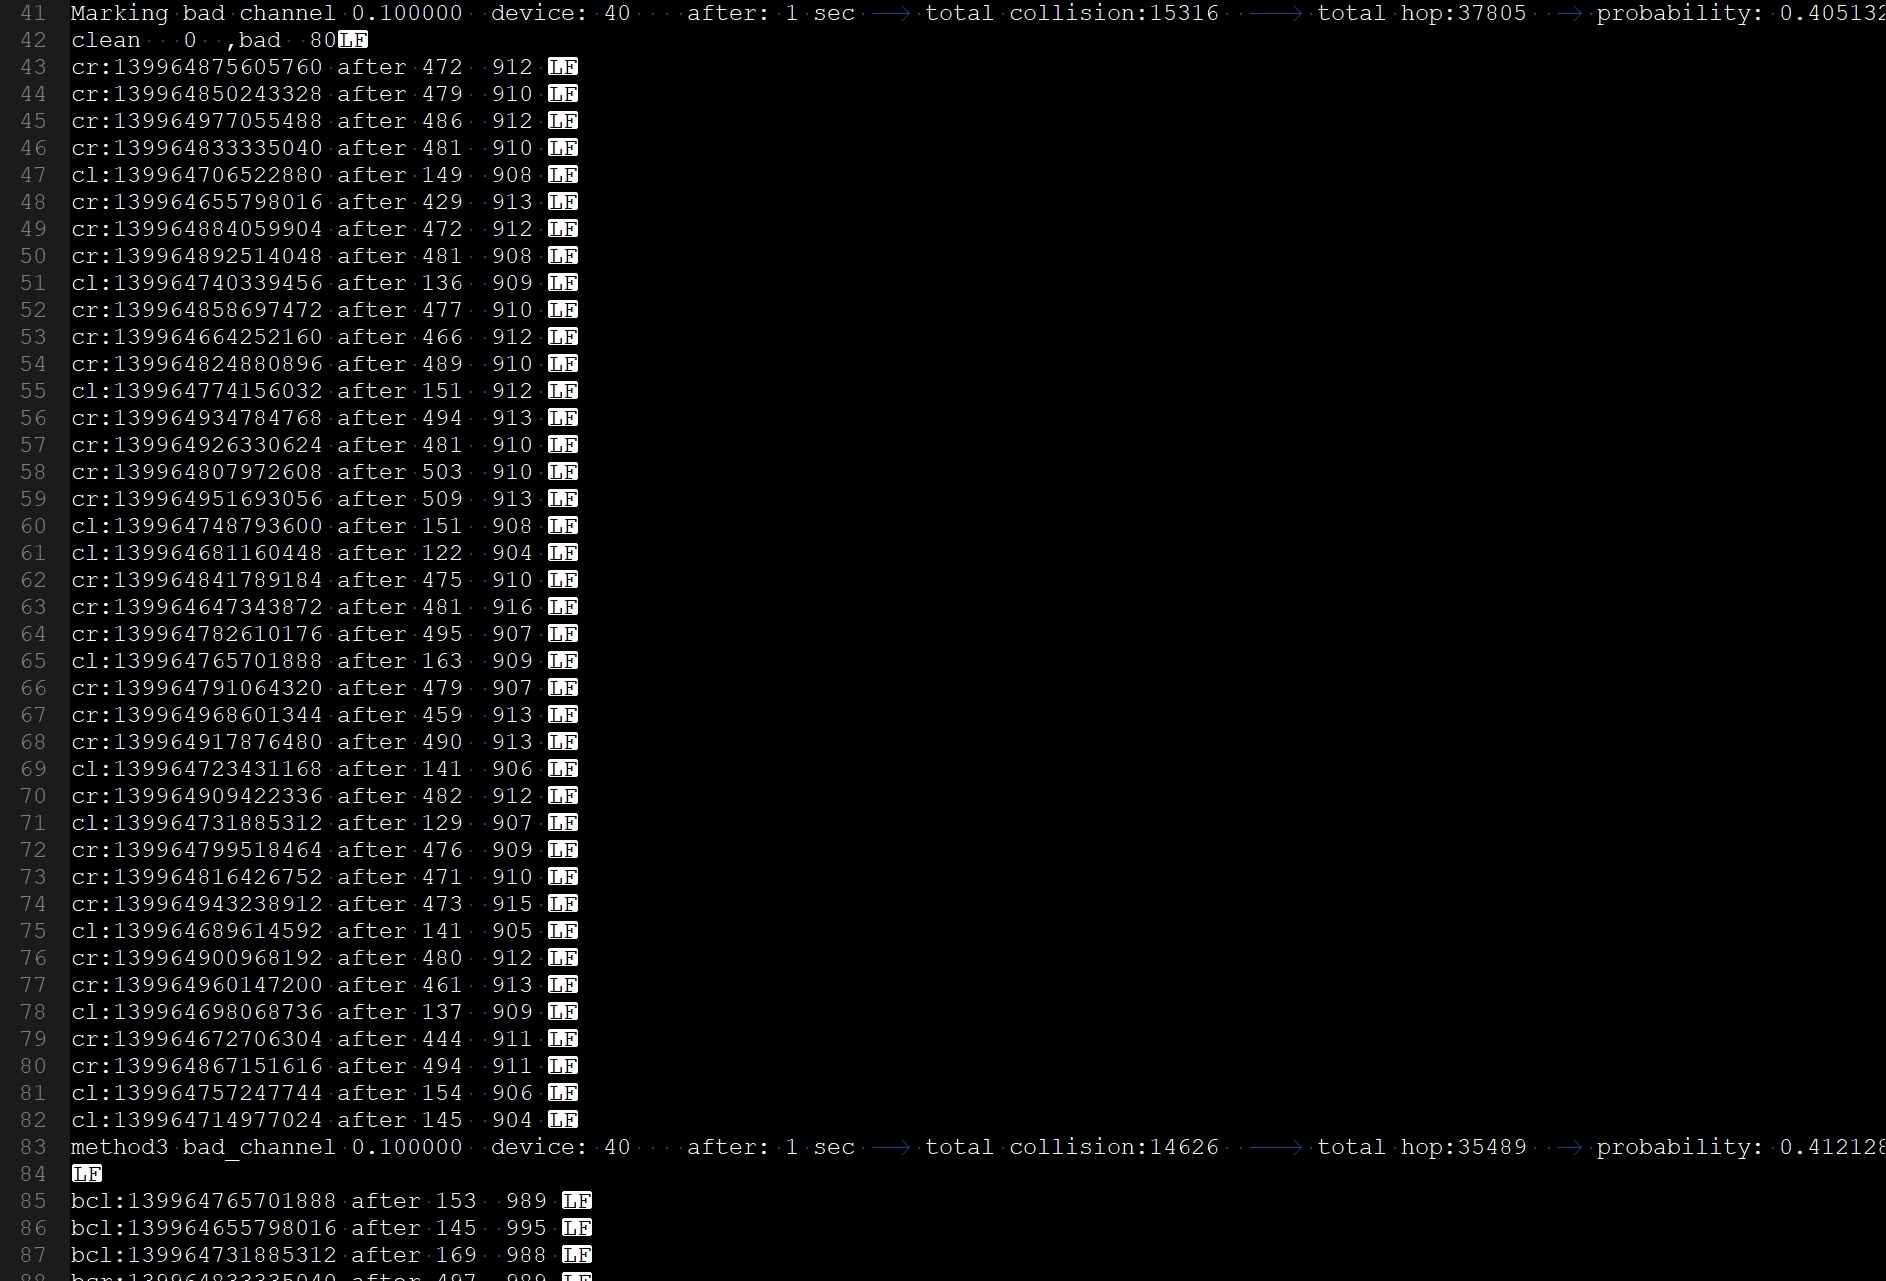 41 Marking bad channel 0.100000  device: 40    after: 1 sec → total collision:15316 → total hop:37805 → probability: 0.405132
42 clean   0  ,bad  80LF
43 cr:139964875605760 after 472  912 LF
44 cr:139964850243328 after 479  910 LF
45 cr:139964977055488 after 486  912 LF
46 cr:139964833335040 after 481  910 LF
47 cl:139964706522880 after 149  908 LF
48 cr:139964655798016 after 429  913 LF
49 cr:139964884059904 after 472  912 LF
50 cr:139964892514048 after 481  908 LF
51 cl:139964740339456 after 136  909 LF
52 cr:139964858697472 after 477  910 LF
53 cr:139964664252160 after 466  912 LF
54 cr:139964824880896 after 489  910 LF
55 cl:139964774156032 after 151  912 LF
56 cr:139964934784768 after 494  913 LF
57 cr:139964926330624 after 481  910 LF
58 cr:139964807972608 after 503  910 LF
59 cr:139964951693056 after 509  913 LF
60 cl:139964748793600 after 151  908 LF
61 cl:139964681160448 after 122  904 LF
62 cr:139964841789184 after 475  910 LF
63 cr:139964647343872 after 481  916 LF
64 cr:139964782610176 after 495  907 LF
65 cl:139964765701888 after 163  909 LF
66 cr:139964791064320 after 479  907 LF
67 cr:139964968601344 after 459  913 LF
68 cr:139964917876480 after 490  913 LF
69 cl:139964723431168 after 141  906 LF
70 cr:139964909422336 after 482  912 LF
71 cl:139964731885312 after 129  907 LF
72 cr:139964799518464 after 476  909 LF
73 cr:139964816426752 after 471  910 LF
74 cr:139964943238912 after 473  915 LF
75 cl:139964689614592 after 141  905 LF
76 cr:139964900968192 after 480  912 LF
77 cr:139964960147200 after 461  913 LF
78 cl:139964698068736 after 137  909 LF
79 cr:139964672706304 after 444  911 LF
80 cr:139964867151616 after 494  911 LF
81 cl:139964757247744 after 154  906 LF
82 cl:139964714977024 after 145  904 LF
83 method3 bad_channel 0.100000  device: 40    after: 1 sec → total collision:14626 → total hop:35489 → probability: 0.412128
84 LF
85 bcl:139964765701888 after 153  989 LF
86 bcl:139964655798016 after 145  995 LF
87 bcl:139964731885312 after 169  988 LF
88 bcr:139964833335040 after 497  989 LF